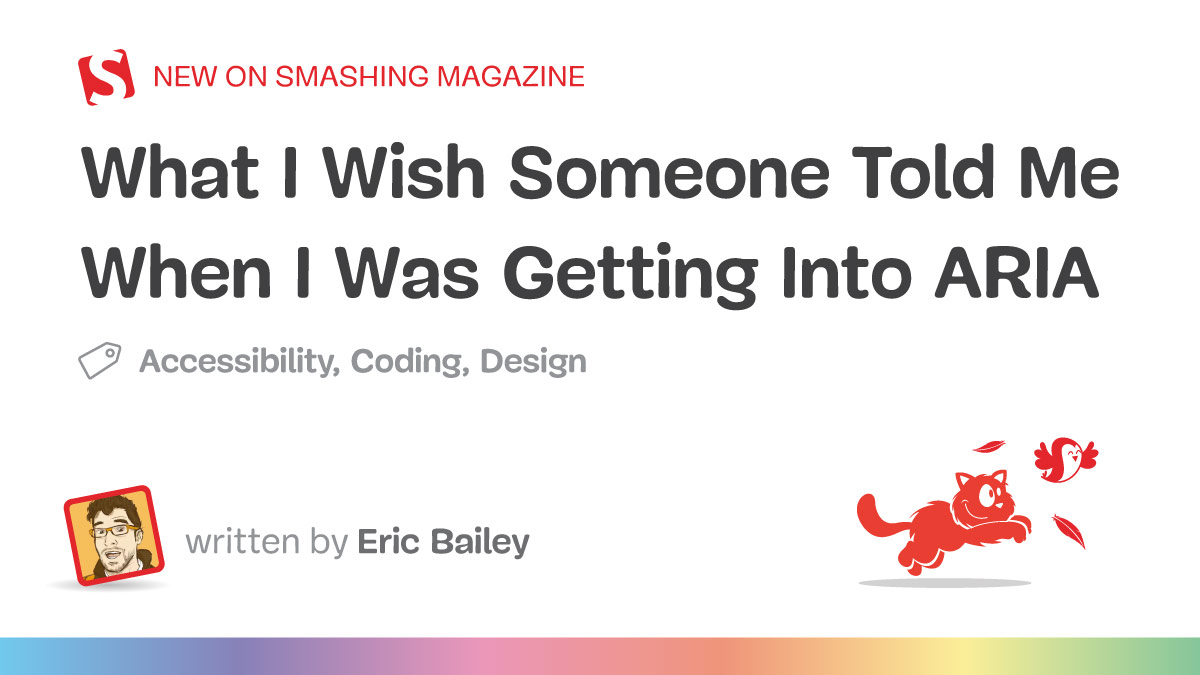 NEW ON SMASHING MAGAZINE
What I Wish Someone Told Me
When I Was Getting Into ARIA
Accessibility, Coding, Design
written by Eric Bailey